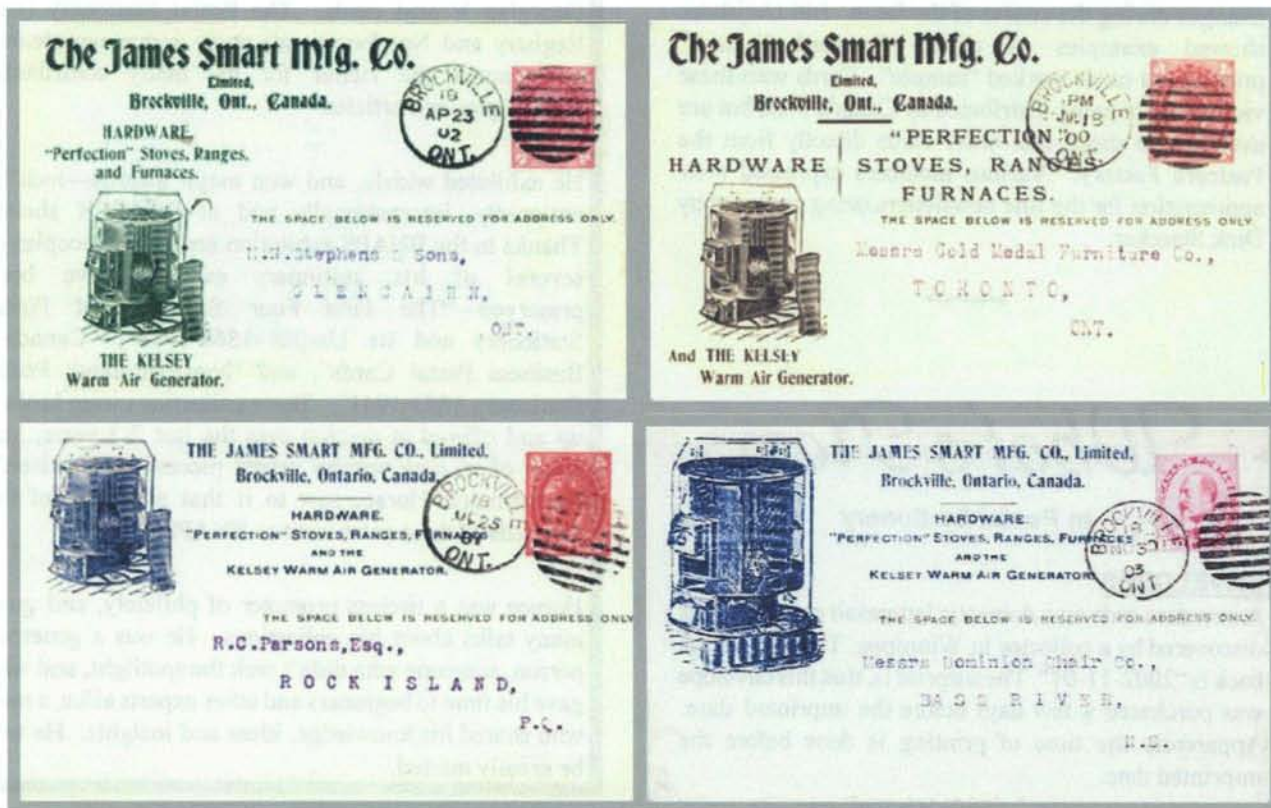 The James Smart Mfg. Co.
Limited,
Brockville, Ont., Canada.
HARDWARE,
"Perfection" Stoves, Ranges,
and Furnaces.
THE SPACE BELOW IS RESERVED FOR ADDRESS ONLY.
Stephens & Sons,
GLENCAIRN,
ONT.
THE KELSEY
Warm Air Generator.
BROCKVILLE
AP 23
02
ONT.
The James Smart Mfg. Co.
Limited,
Brockville, Ont., Canada.
"PERFECTION"
HARDWARE STOVES, RANGES,
FURNACES
THE SPACE BELOW IS RESERVED FOR ADDRESS ONLY.
Messrs Gold Medal Furniture Co.,
TORONTO,
ONT.
And THE KELSEY
Warm Air Generator.
BROCKVILLE
PM
18
00
ONT.
THE JAMES SMART MFG. CO., Limited,
Brockville, Ontario, Canada.
HARDWARE.
"PERFECTION" STOVES, RANGES, FURNACES
AND THE
KELSEY WARM AIR GENERATOR.
THE SPACE BELOW IS RESERVED FOR ADDRESS ONLY
R.C.Parsons,Esq.,
ROCK ISLAND,
P.Q.
BROCKVILLE
ONT.
THE JAMES SMART MFG. CO., Limited,
Brockville, Ontario, Canada.
HARDWARE.
"PERFECTION" STOVES, RANGES, FURNACES
AND THE
KELSEY WARM AIR GENERATOR.
THE SPACE BELOW IS RESERVED FOR ADDRESS ONLY.
Messrs Dominion Chair Co.,
RIVER,
BROCKVILLE
03
ONT.